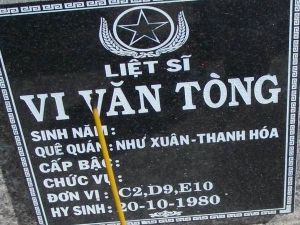 LIỆT SĨ
VI VĂN TÒNG
SINH NĂM :
QUÊ QUÁN : NHƯ XUÂN-THANH HÓA
CẤP BẬC :
CHỨC VỤ :
ĐƠN VỊ : C2,D9,E10
HY SINH : 20-10-1980